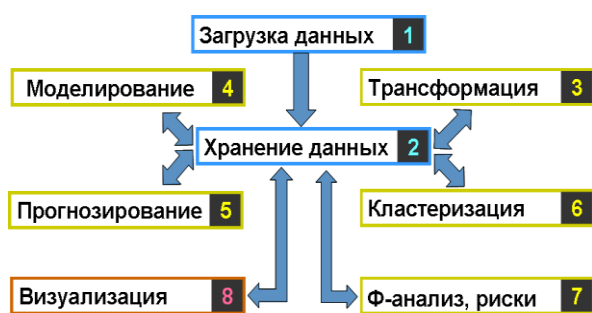 Загрузка данных 1
Моделирование 4
Трансформация 3
Хранение данных 2
Прогнозирование 5
Кластеризация 6
Визуализация 8
Ф-анализ, риски 7